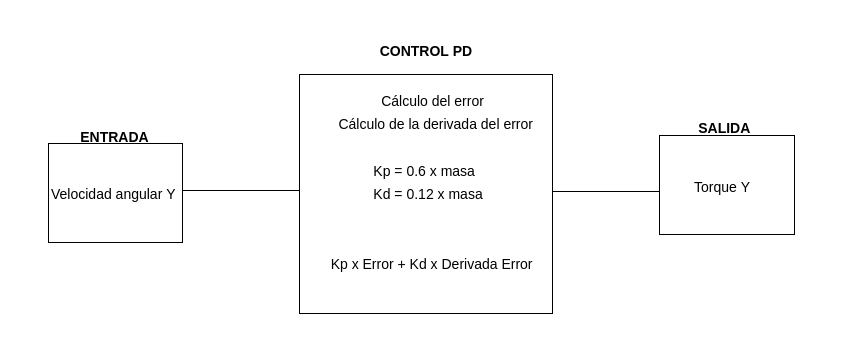 CONTROL PD
Cálculo del error
Cálculo de la derivada del error
ENTRADA
SALIDA
Kp = 0.6 x masa
Velocidad angular Y
Kd = 0.12 x masa
Torque Y
Kp x Error + Kd x Derivada Error